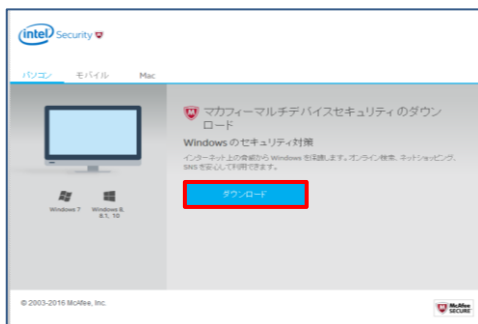 intel Security
パソコン モバイル Mac
マカフィーマルチデバイスセキュリティ のダウン
ロード
Windows のセキュリティ対策
インターネット上の脅威から Windows を保護します。オンライン検索、ネットショッピング、
SNS を安心して利用できます。
ダウンロード
Windows 7 Windows 8,
8.1, 10
© 2003-2016 McAfee, Inc.
McAfee
SECURE